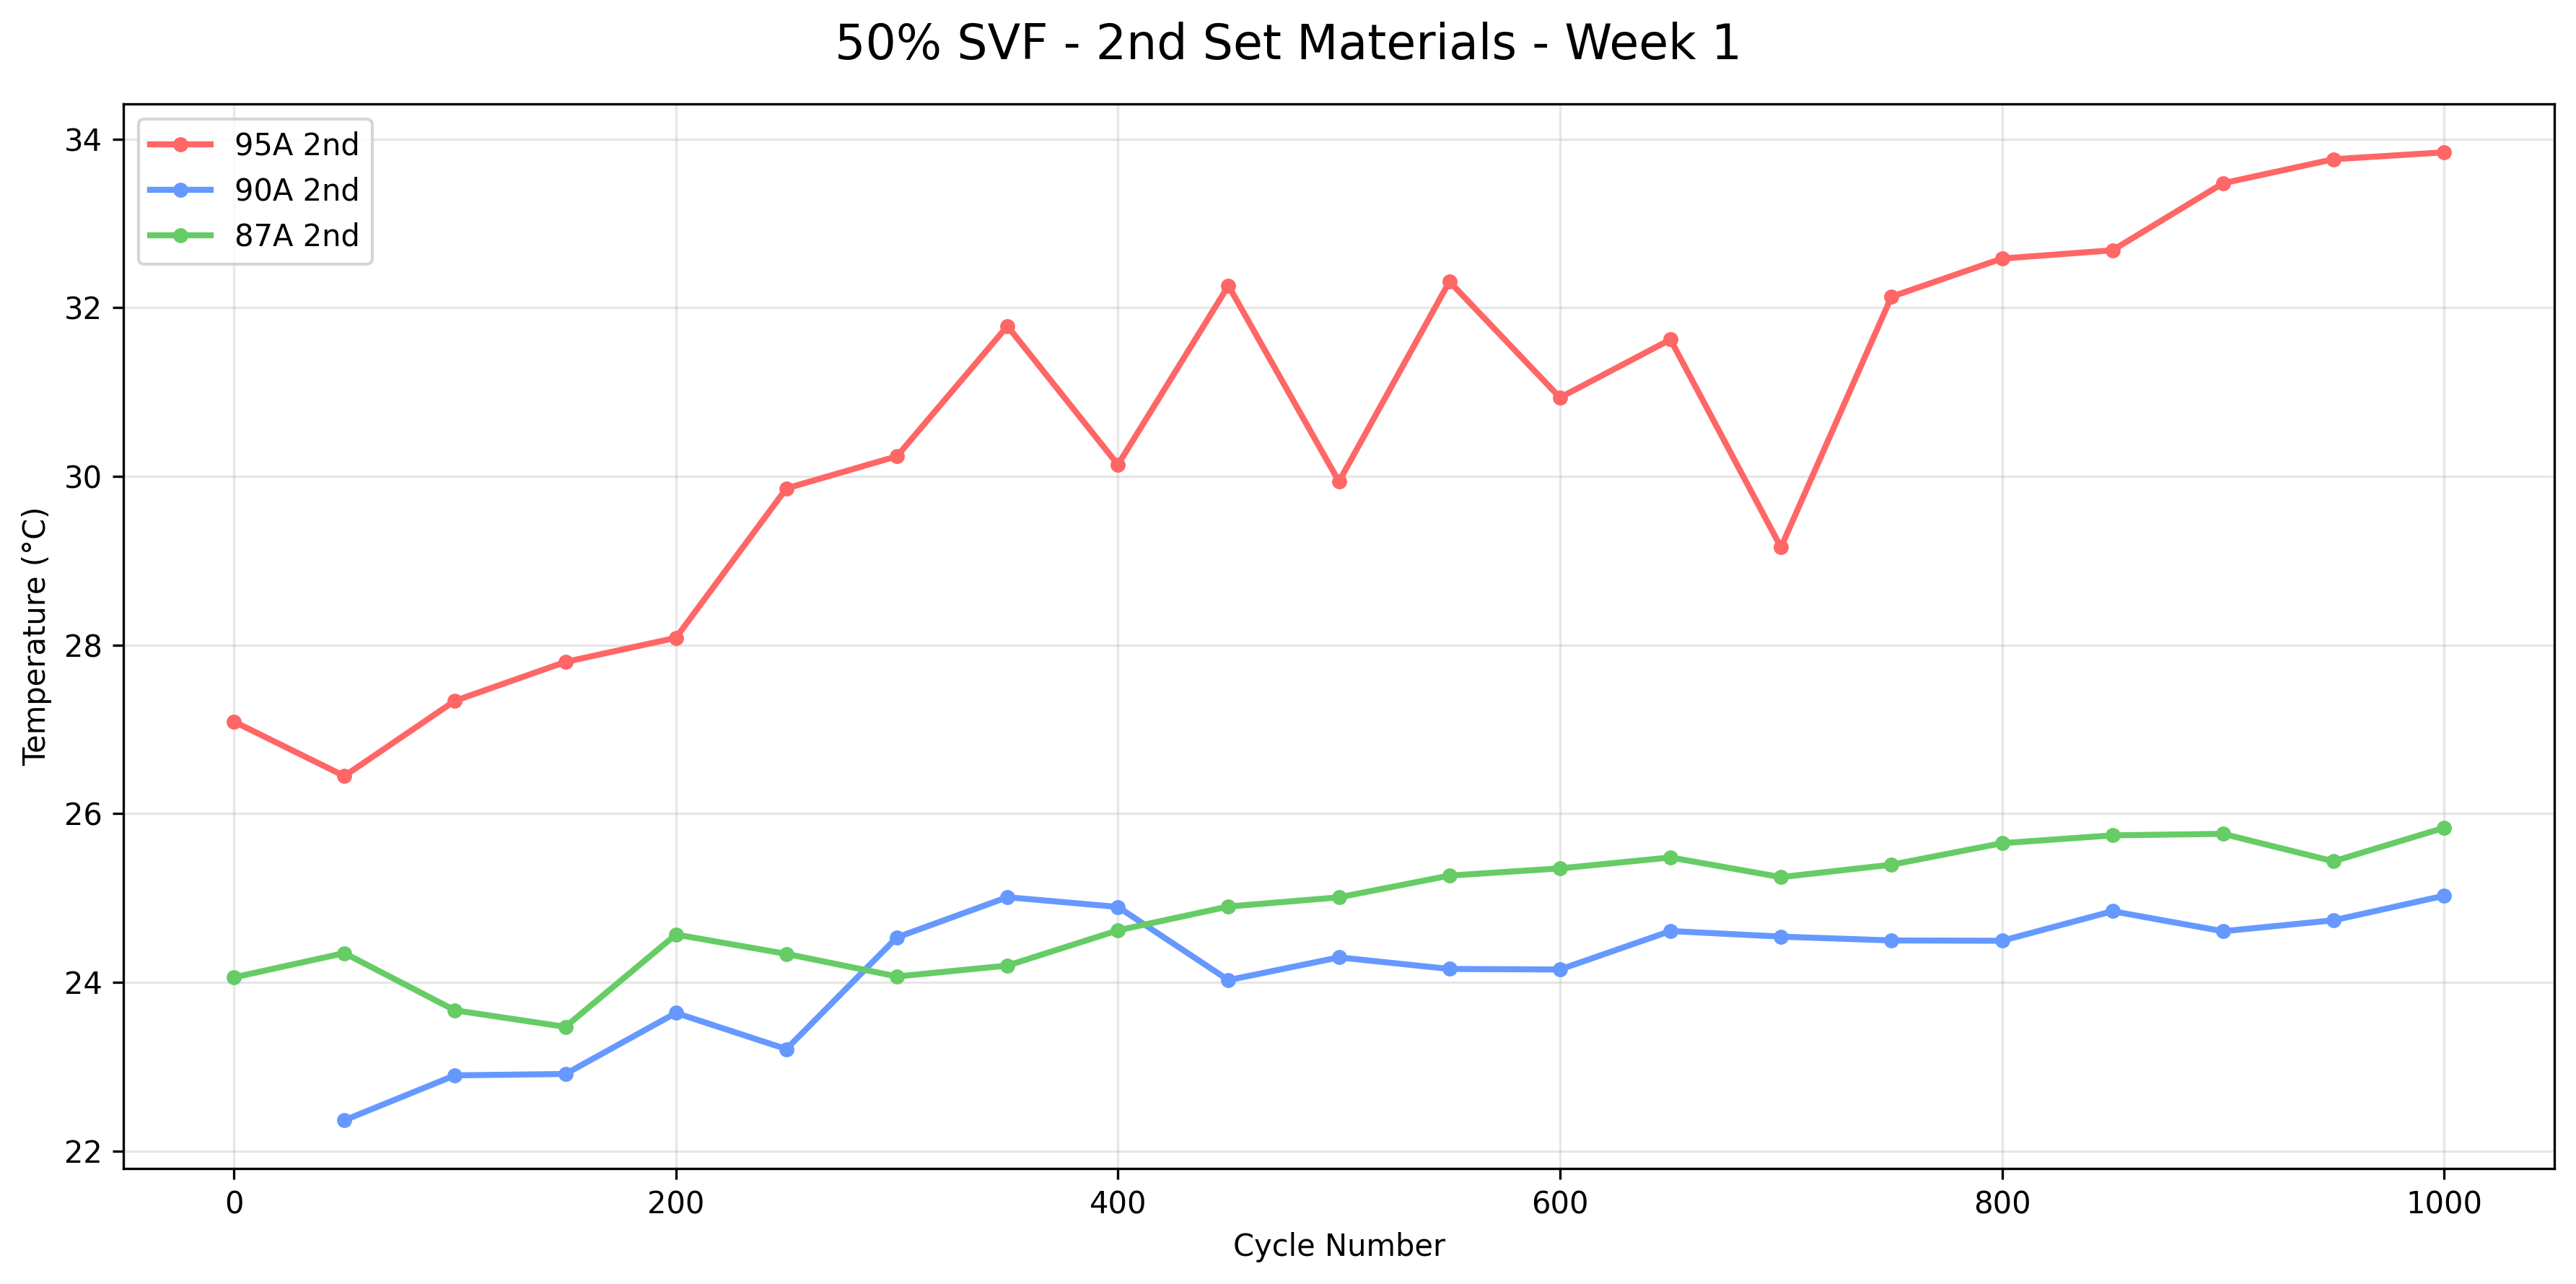 50% SVF - 2nd Set Materials - Week 1
95A 2nd
90A 2nd
87A 2nd
34
32
30
28
26
24
22
Temperature (°C)
0
200
400
600
800
1000
Cycle Number